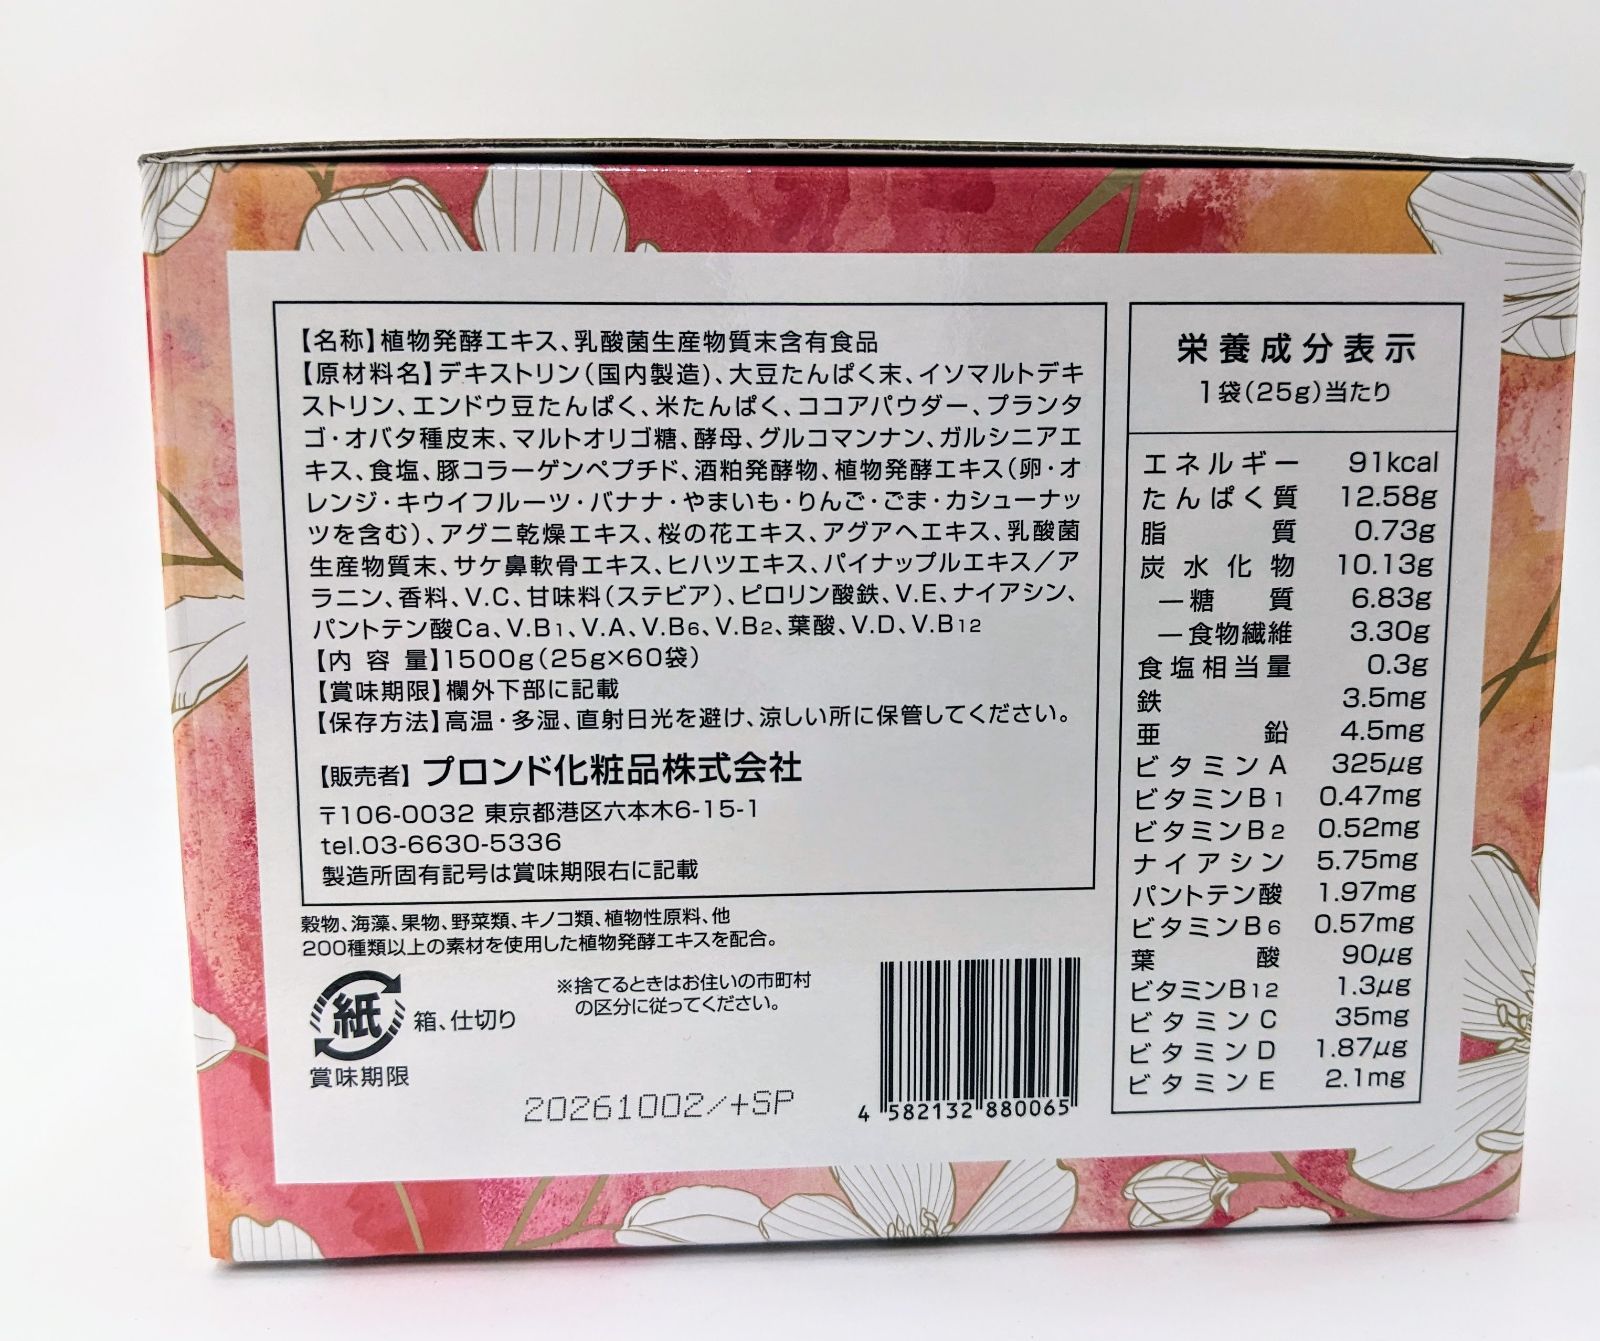 【名称】植物発酵エキス、乳酸菌生産物質末含有食品
【原材料名】デキストリン(国内製造)、大豆たんぱく末、イソマルトデキ
ストリン、エンドウ豆たんぱく、米たんぱく、ココアパウダー、プランタ
ゴ・オバタ種皮末、マルトオリゴ糖、酵母、グルコマンナン、ガルシニアエ
キス、食塩、豚コラーゲンペプチド、酒粕発酵物、植物発酵エキス(卵・オ
レンジ・キウイフルーツ・バナナ・やまいも・りんご・ごま・カシューナッ
ツを含む)、アグニ乾燥エキス、桜の花エキス、アグアヘエキス、乳酸菌
生産物質末、サケ鼻軟骨エキス、ヒハツエキス、パイナップルエキス/ア
ラニン、香料、V.C、甘味料(ステビア)、ピロリン酸鉄、V.E、ナイアシン、
パントテン酸Ca、V.B1、V.A、V.B6、V.B2、葉酸、V.D、V.B12
【内容量】1500g(25g×60袋)
【賞味期限】欄外下部に記載
【保存方法】高温・多湿、直射日光を避け、涼しい所に保管してください。
【販売者】ブロンド化粧品株式会社
〒106-0032 東京都港区六本木6-15-1
tel.03-6630-5336
製造所固有記号は賞味期限右に記載
穀物、海藻、果物、野菜類、キノコ類、植物性原料、他
200種類以上の素材を使用した植物発酵エキスを配合。
紙 箱、仕切り
※捨てるときはお住いの市町村
の区分に従ってください。
賞味期限
20261002/+SP
4 582132 880065
栄養成分表示
1袋(25g)当たり
エネルギー 91kcal
たんぱく質 12.58g
脂質 0.73g
炭水化物 10.13g
―糖質 6.83g
―食物繊維 3.30g
食塩相当量 0.3g
鉄 3.5mg
亜鉛 4.5mg
ビタミンA 325μg
ビタミンB1 0.47mg
ビタミンB2 0.52mg
ナイアシン 5.75mg
パントテン酸 1.97mg
ビタミンB6 0.57mg
葉酸 90μg
ビタミンB12 1.3μg
ビタミンC 35mg
ビタミンD 1.87μg
ビタミンE 2.1mg